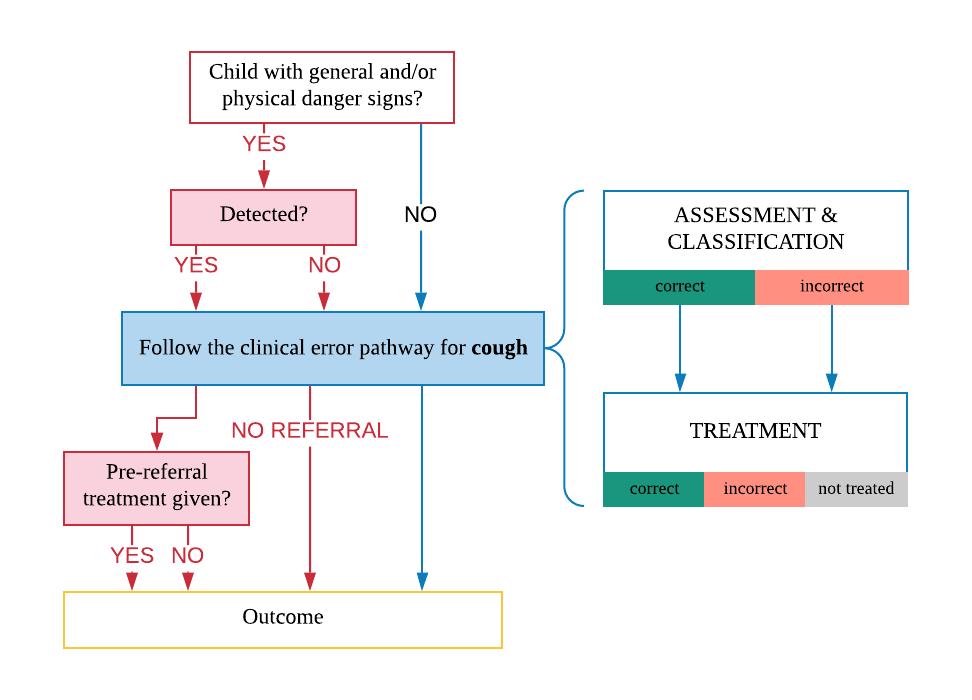 Child with general and/or
physical danger signs?
YES
NO
Detected?
YES
NO
Follow the clinical error pathway for cough
NO REFERRAL
Pre-referral
treatment given?
YES
NO
Outcome
ASSESSMENT &
CLASSIFICATION
correct
incorrect
TREATMENT
correct
incorrect
not treated